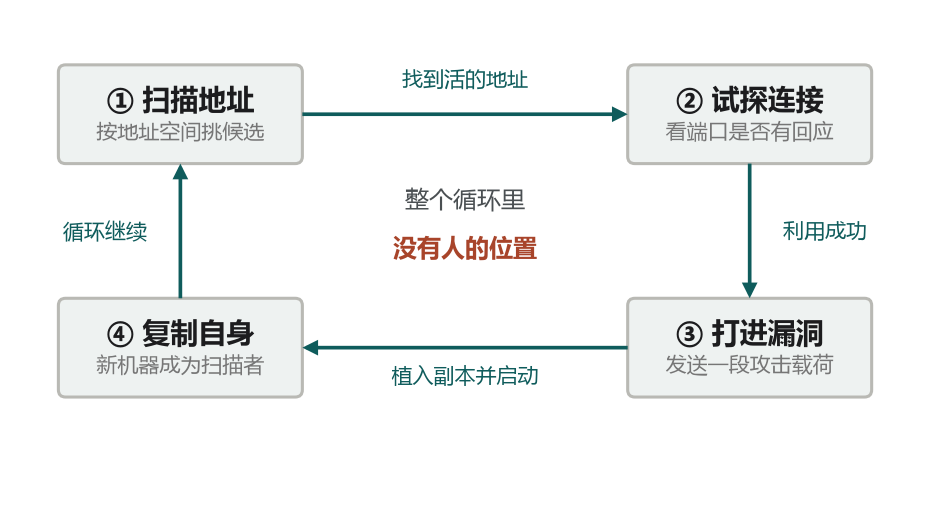 ① 扫描地址
按地址空间挑候选
找到活的地址
② 试探连接
看端口是否有回应
整个循环里
没有人的位置
循环继续
利用成功
④ 复制自身
新机器成为扫描者
植入副本并启动
③ 打进漏洞
发送一段攻击载荷